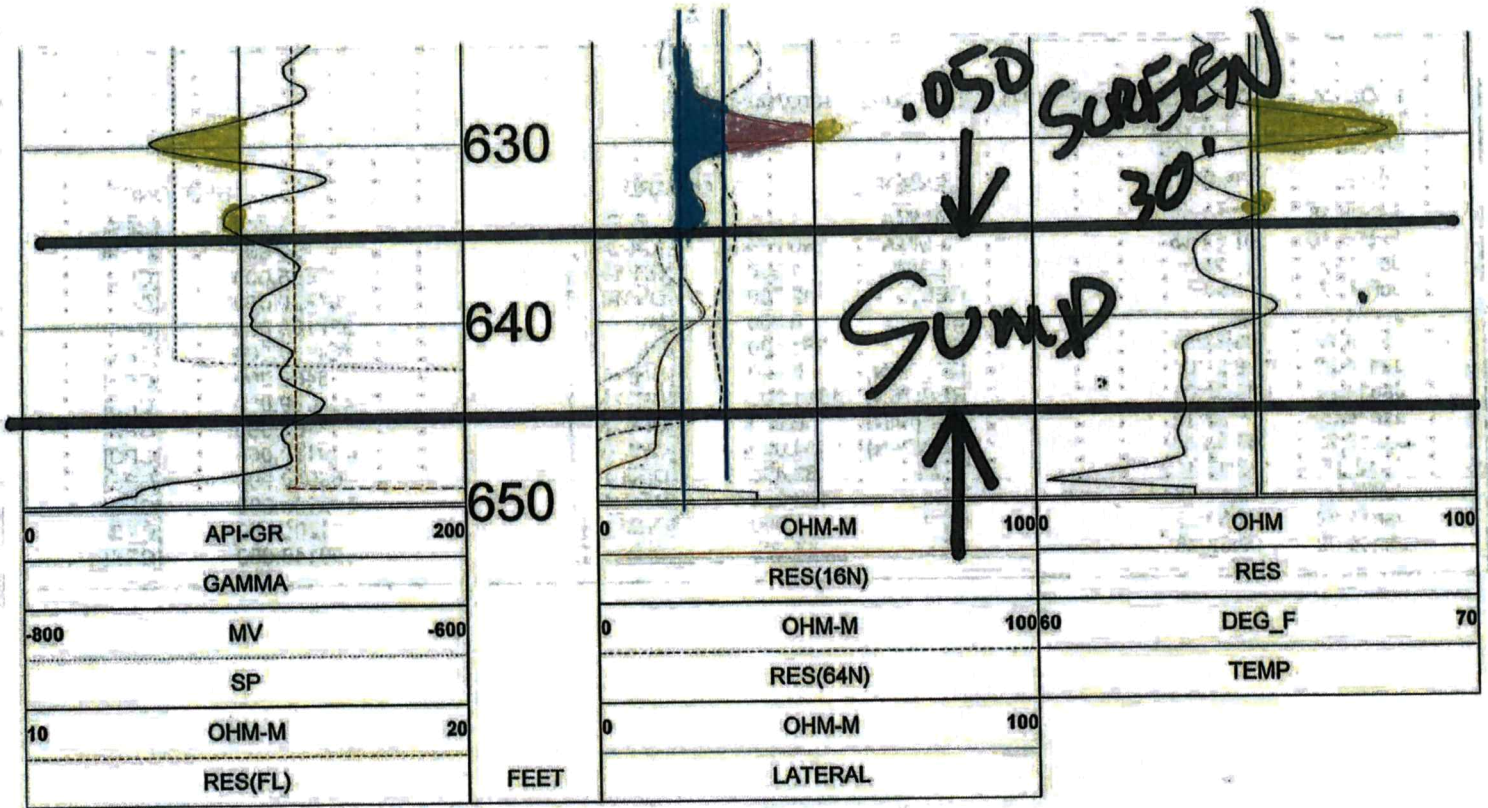 .050 SCREEN
30'
630
SUMP
640
650
0 API-GR 200
GAMMA
-800 MV -600
SP
10 OHM-M 20
RES(FL)
FEET
0 OHM-M 100
RES(16N)
0 OHM-M 100
RES(64N)
0 OHM-M 100
LATERAL
0 OHM 100
RES
60 DEG_F 70
TEMP